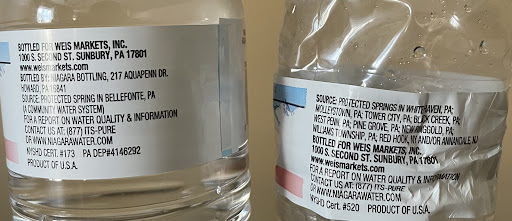 BOTTLED FOR WEIS MARKETS, INC.
1000 S. SECOND ST. SUNBURY, PA 17801
www.weismarkets.com
BOTTLED BY: NIAGARA BOTTLING, 217 AQUAPENN DR.
HOWARD, PA 16841
SOURCE: PROTECTED SPRING IN BELLEFONTE, PA
(A COMMUNITY WATER SYSTEM)
FOR A REPORT ON WATER QUALITY & INFORMATION
CONTACT US AT: (877) ITS-PURE
OR WWW.NIAGARAWATER.COM
NYSHD CERT. #173 PA DEP#4146292
PRODUCT OF U.S.A.
SOURCE: PROTECTED SPRINGS IN WHITEHAVEN, PA;
MOLLEYSTOWN, PA; TOWER CITY, PA; BLACK CREEK, PA;
WEST PENN, PA; PINE GROVE, PA; NEW RINGGOLD, PA;
WILLIAMS TOWNSHIP, PA; RED HOOK, NY AND/OR ANNANDALE, NJ
BOTTLED FOR WEIS MARKETS, INC.
1000 S. SECOND ST. SUNBURY, PA 17801
www.weismarkets.com
FOR A REPORT ON WATER QUALITY & INFORMATION
CONTACT US AT: (877) ITS-PURE
OR WWW.NIAGARAWATER.COM
NYSHD Cert. #520 PRODUCT OF U.S.A.